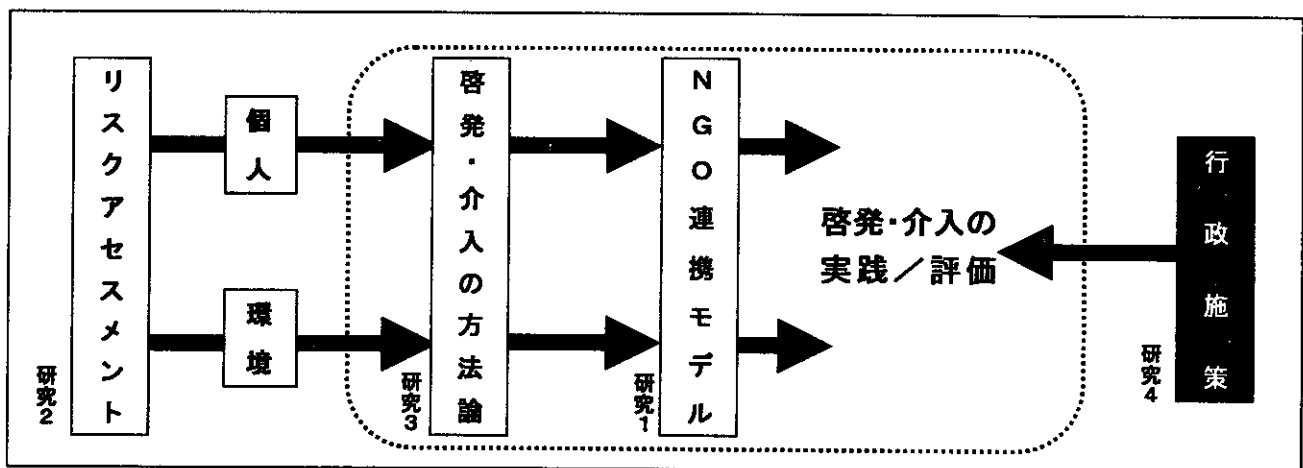 リスクアセスメント
研究2
個人
環境
啓発・介入の方法論
研究3
NGO連携モデル
研究1
啓発・介入の
実践／評価
行政施策
研究4